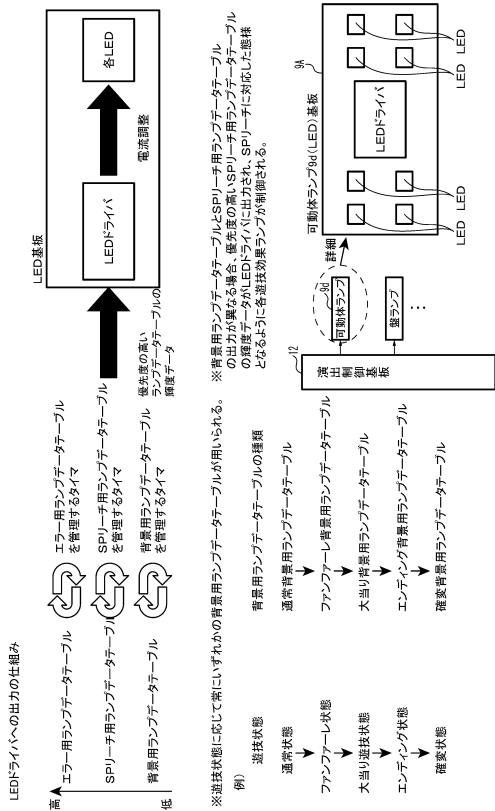 LEDドライバへの出力の仕組み
高
低
エラー用ランプデータテーブル
SPリーチ用ランプデータテーブル
背景用ランプデータテーブル
エラー用ランプデータテーブル
を管理するタイマ
SPリーチ用ランプデータテーブル
を管理するタイマ
背景用ランプデータテーブル
を管理するタイマ
優先度の高い
ランプデータテーブルの
輝度データ
LED基板
LEDドライバ
電流調整
各LED
※背景用ランプデータテーブルとSPリーチ用ランプデータテーブル
の出力が異なる場合、優先度の高いSPリーチ用ランプデータテーブル
の輝度データがLEDドライバに出力され、SPリーチに対応した態様
となるように各遊技効果ランプが制御される。
※遊技状態に応じて常にいずれかの背景用ランプデータテーブルが用いられる。
例)
遊技状態
背景用ランプデータテーブルの種類
通常状態
通常背景用ランプデータテーブル
ファンファーレ状態
ファンファーレ背景用ランプデータテーブル
大当り遊技状態
大当り背景用ランプデータテーブル
エンディング状態
エンディング背景用ランプデータテーブル
確変状態
確変背景用ランプデータテーブル
12
演出制御基板
9d
可動体ランプ
盤ランプ
…
詳細
可動体ランプ9d(LED)基板
9A
LEDドライバ
LED
LED
LED
LED
LED
LED
LED
LED